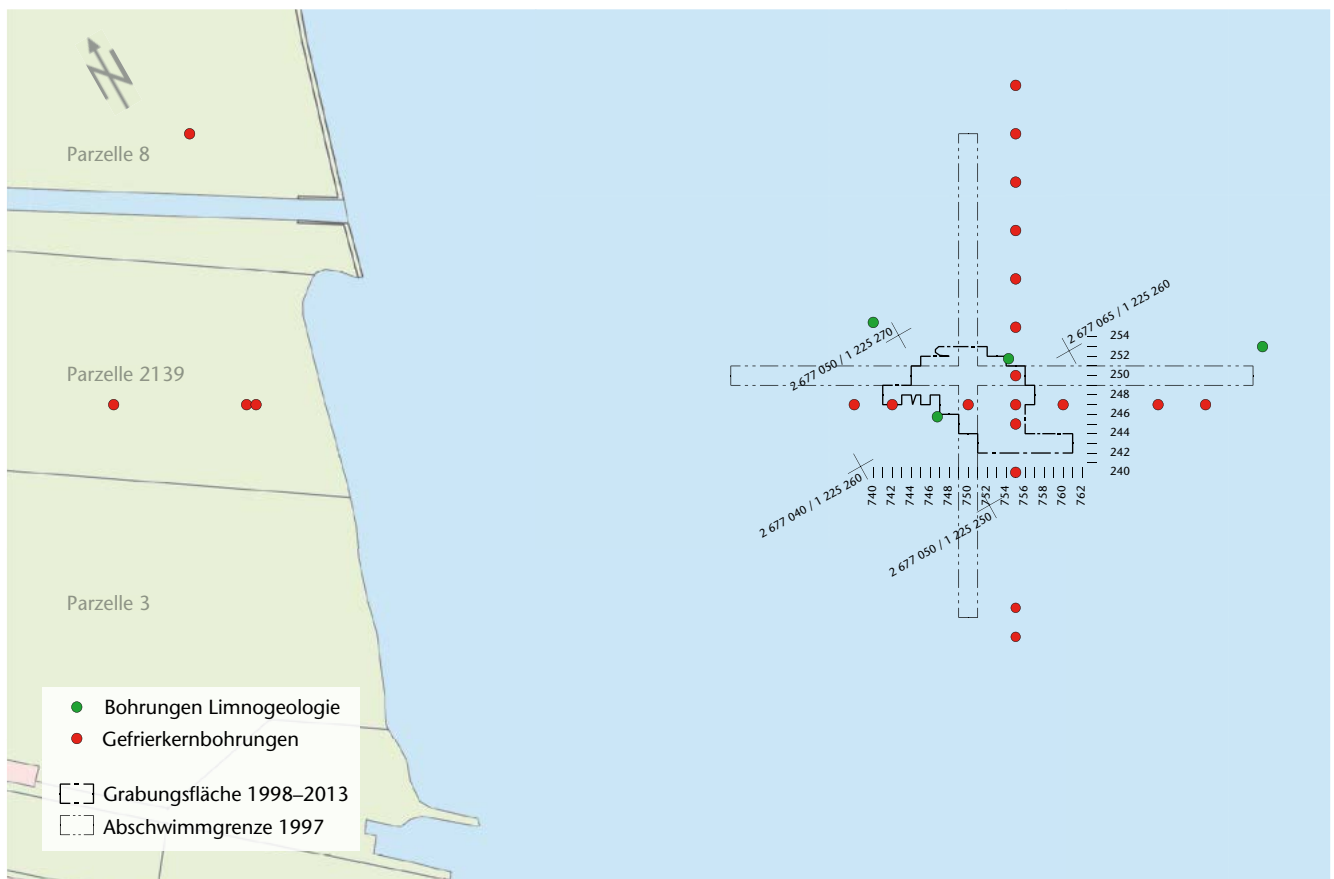 Parzelle 8
Parzelle 2139
Parzelle 3
2 677 050 / 1 225 270
2 677 065 / 1 225 260
2 677 040 / 1 225 260
2 677 050 / 1 225 250
254
252
250
248
246
244
242
240
740
742
744
746
748
750
752
754
756
758
760
762
Bohrungen Limnogeologie
Gefrierkernbohrungen
Grabungsfläche 1998–2013
Abschwimmgrenze 1997